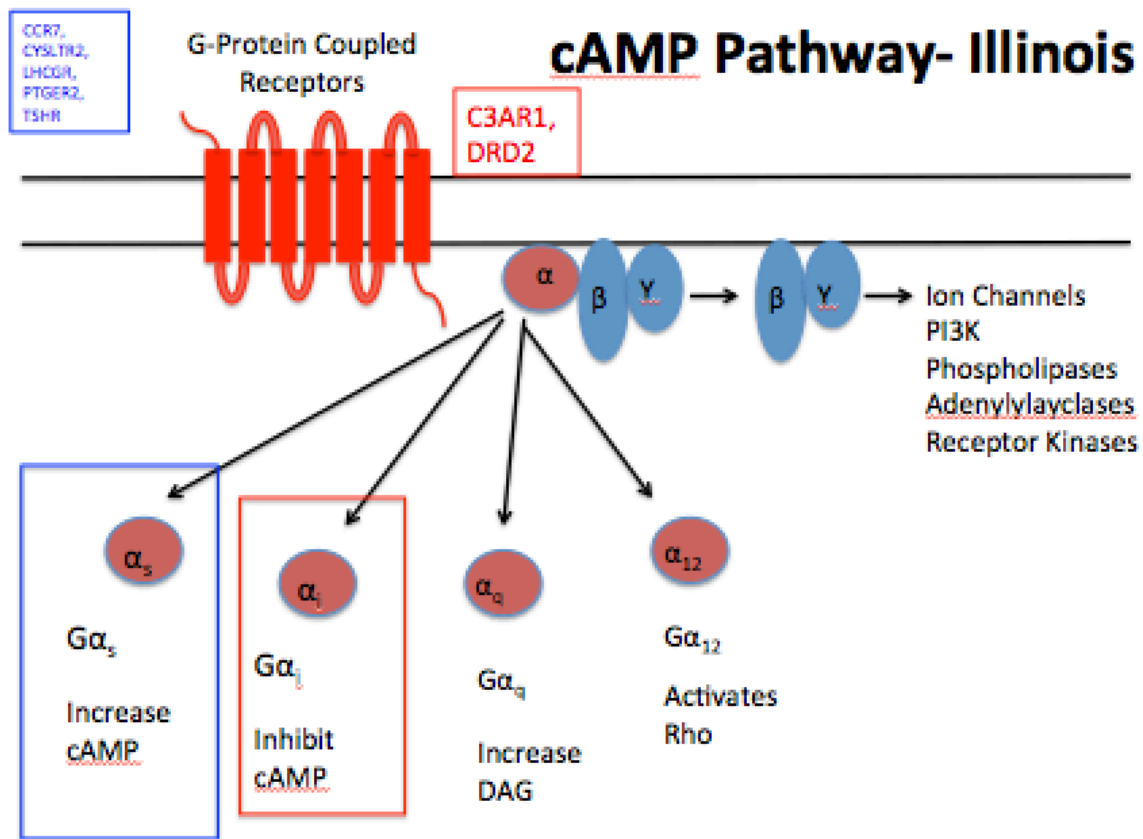 CCR7,
CYSLTR2,
LHCGR,
PTGER2,
TSHR
G-Protein Coupled
Receptors
cAMP Pathway- Illinois
C3AR1,
DRD2
α
β
γ
β
γ
Ion Channels
PI3K
Phospholipases
Adenylylayclases
Receptor Kinases
αs
Gαs
Increase
cAMP
αi
Gαi
Inhibit
cAMP
αq
Gαq
Increase
DAG
α12
Gα12
Activates
Rho